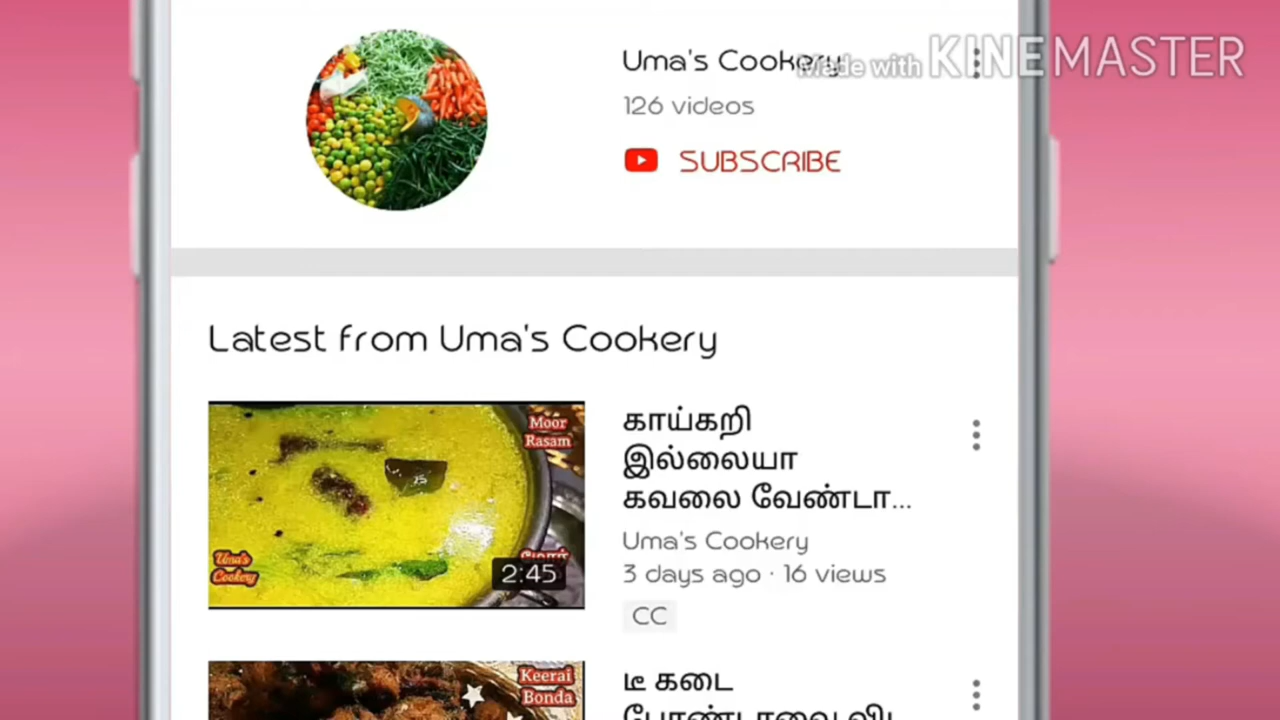 Uma's Cookery
Made with KINEMASTER
126 videos
SUBSCRIBE
Latest from Uma's Cookery
Moor
Rasam
Uma's
Cookery
மோர்
2:45
காய்கறி
இல்லையா
கவலை வேண்டா...
Uma's Cookery
3 days ago · 16 views
CC
Keerai
Bonda
டீ கடை